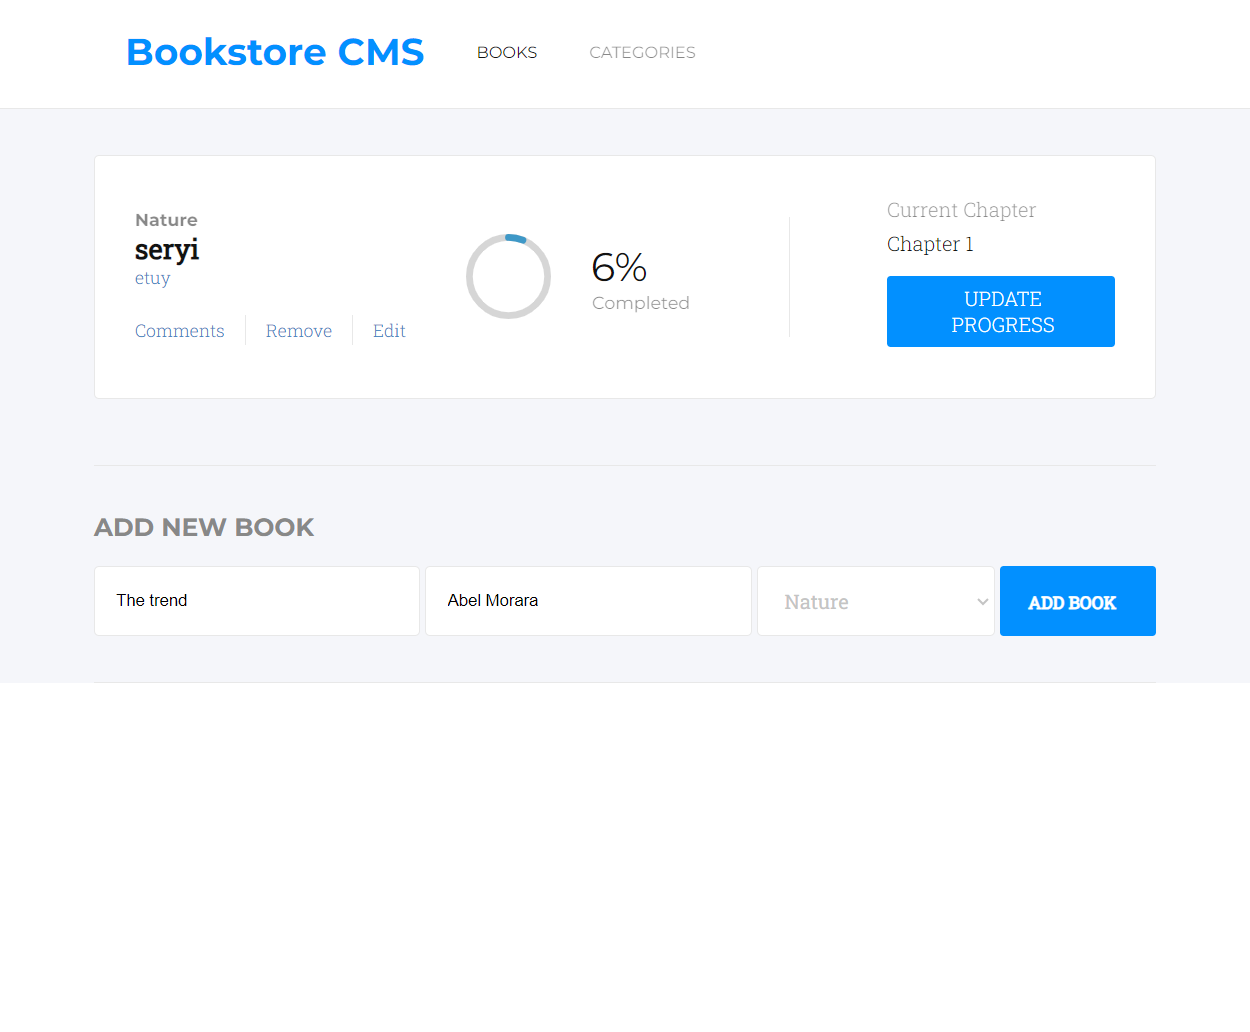 Bookstore CMS
BOOKS
CATEGORIES
Nature
seryi
etuy
Comments
Remove
Edit
6%
Completed
Current Chapter
Chapter 1
UPDATE
PROGRESS
ADD NEW BOOK
The trend
Abel Morara
Nature
ADD BOOK